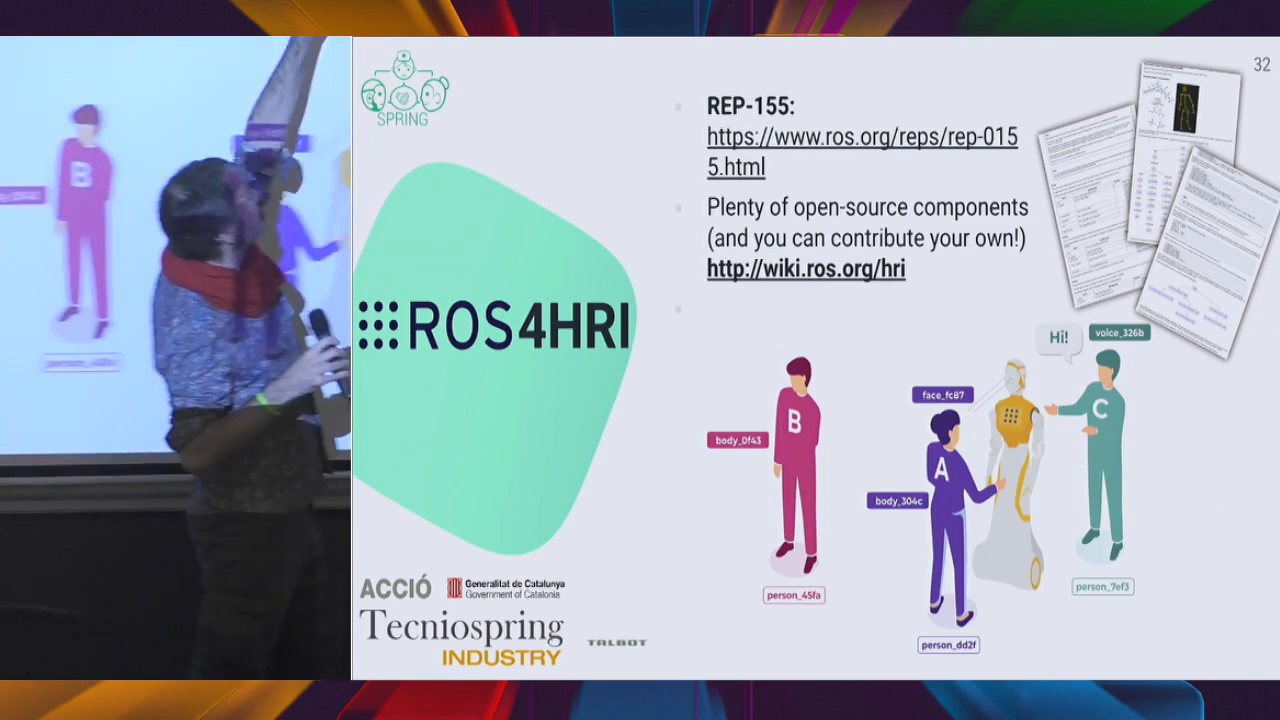 B
SPRING
32
REP-155:
https://www.ros.org/reps/rep-015
5.html
Plenty of open-source components
(and you can contribute your own!)
http://wiki.ros.org/hri
ROS4HRI
Hi!
voice_326b
face_fc87
body_0f43
B
A
C
body_304c
person_45fa
person_7ef3
person_dd2f
ACCIÓ
Generalitat de Catalunya
Government of Catalonia
Tecniospring
INDUSTRY
TALBOT